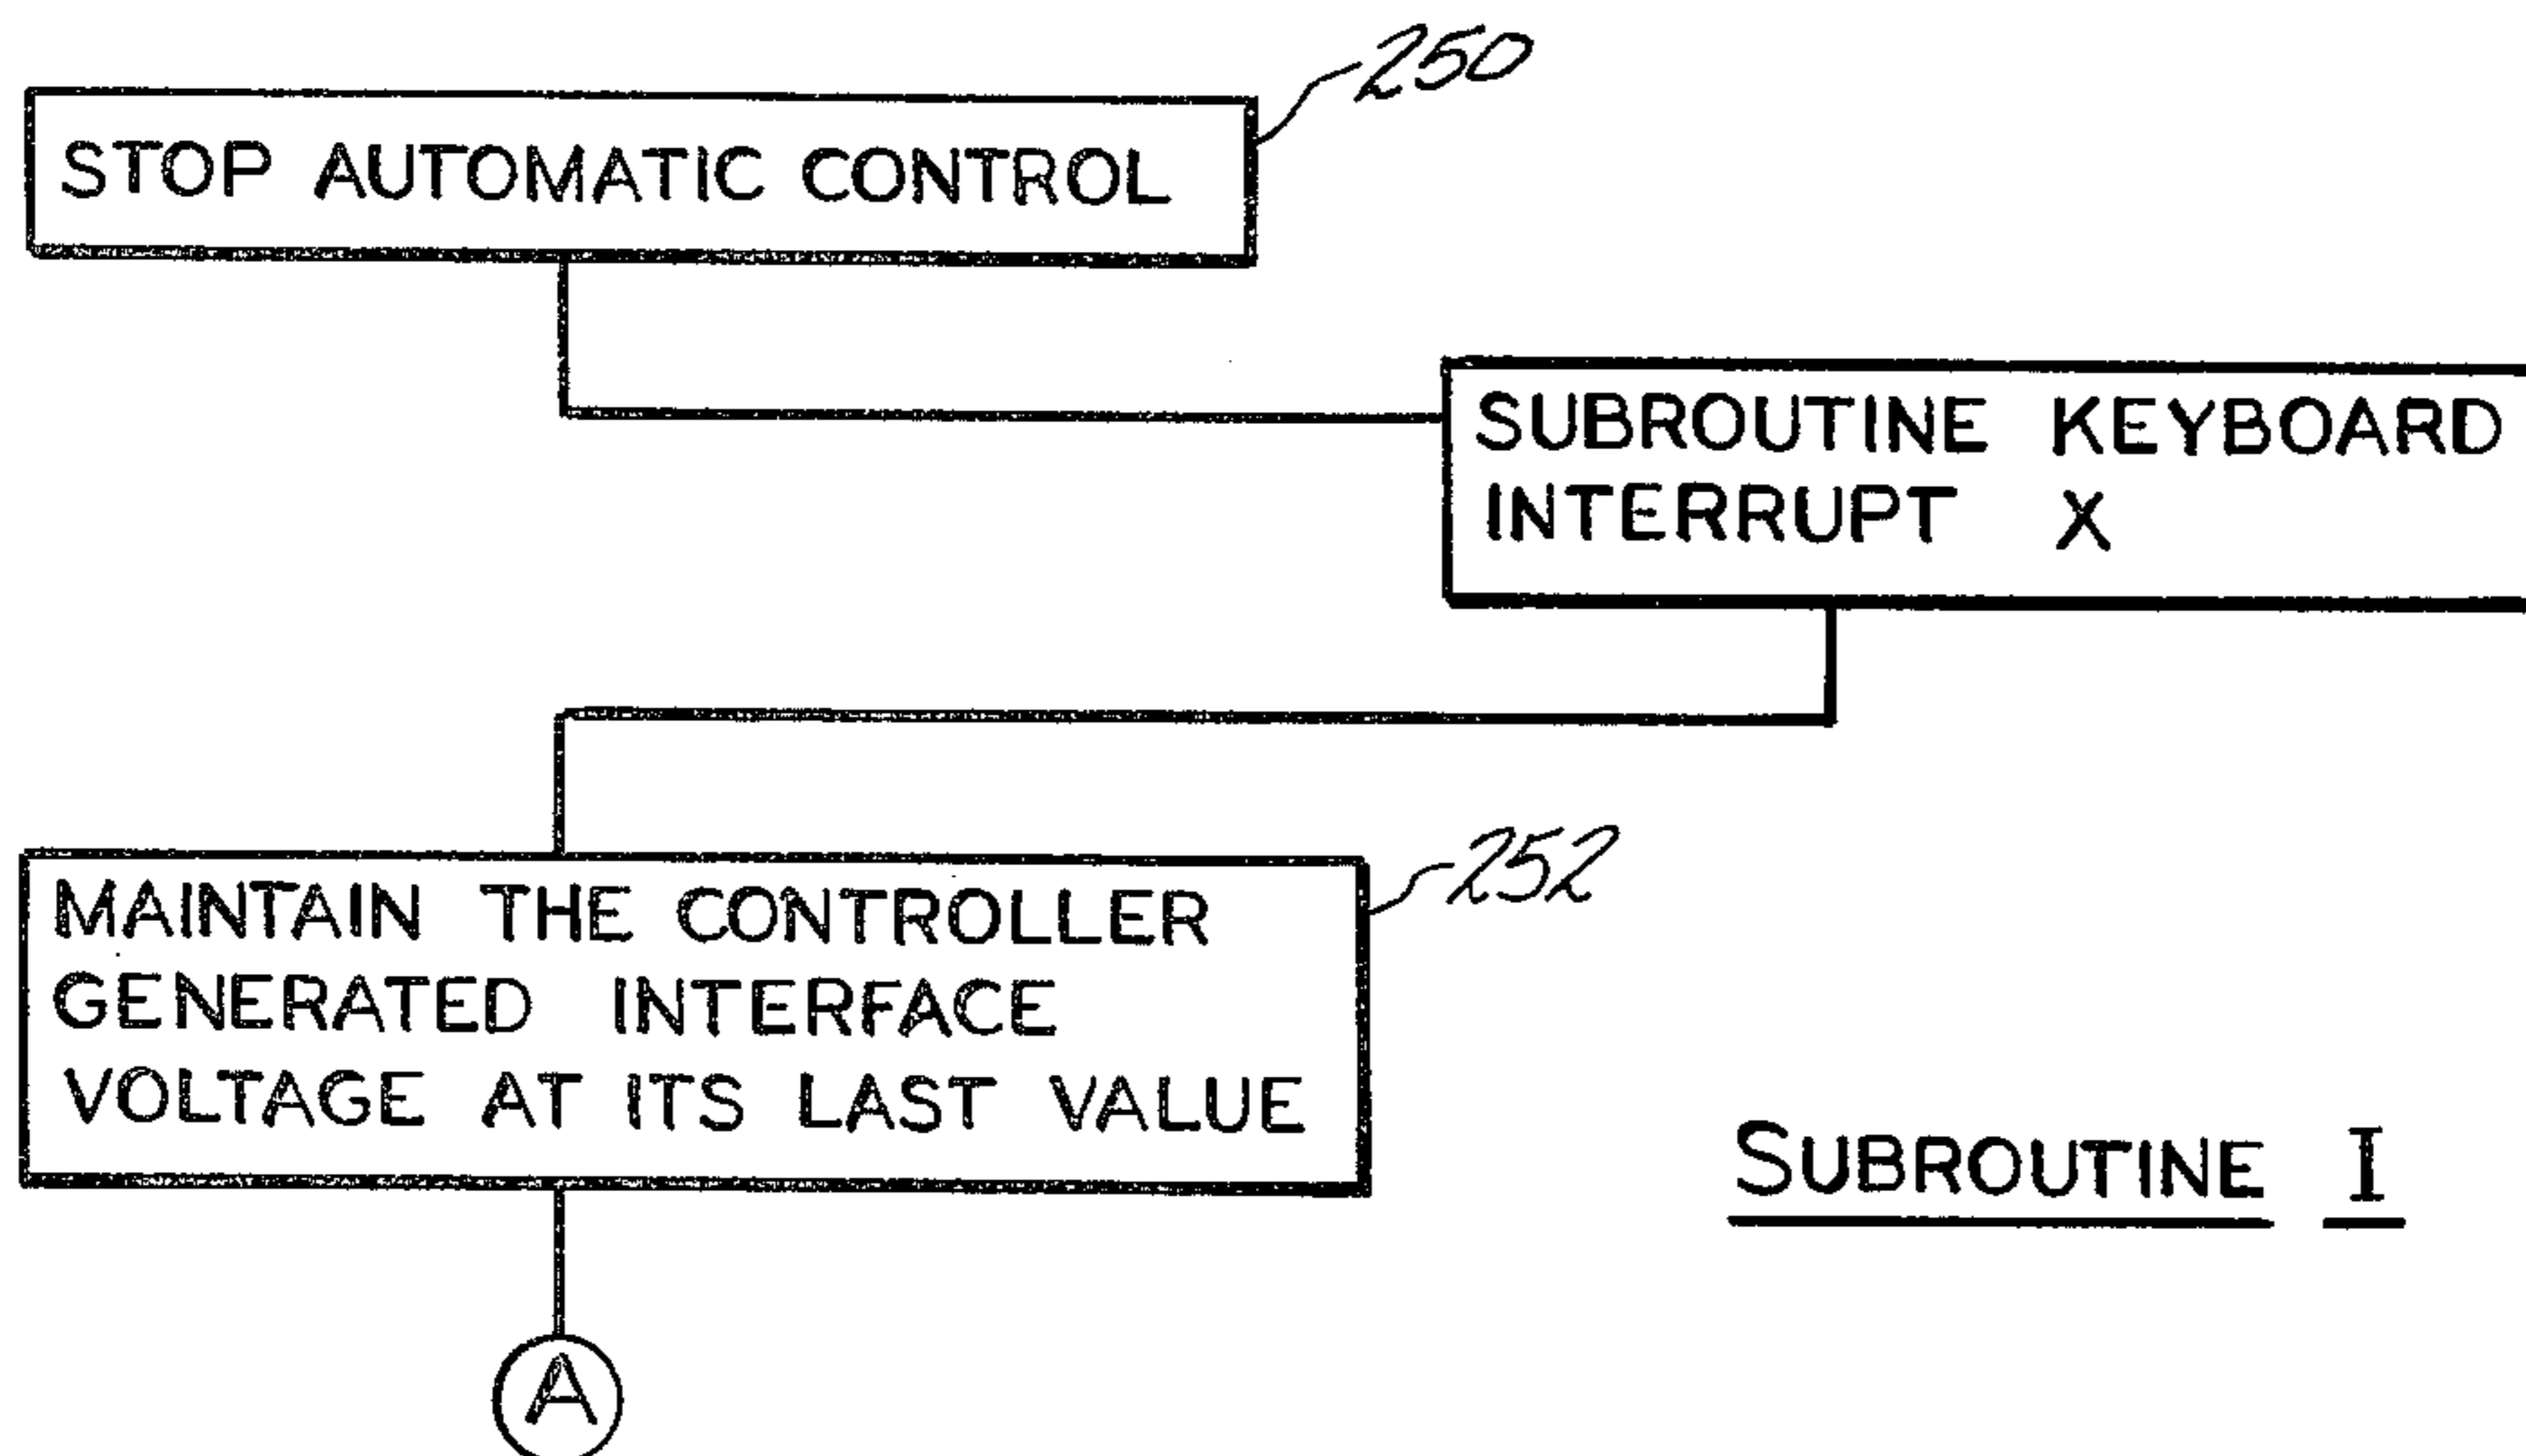 250
STOP AUTOMATIC CONTROL
SUBROUTINE KEYBOARD
INTERRUPT X
252
MAINTAIN THE CONTROLLER
GENERATED INTERFACE
VOLTAGE AT ITS LAST VALUE
SUBROUTINE I
A